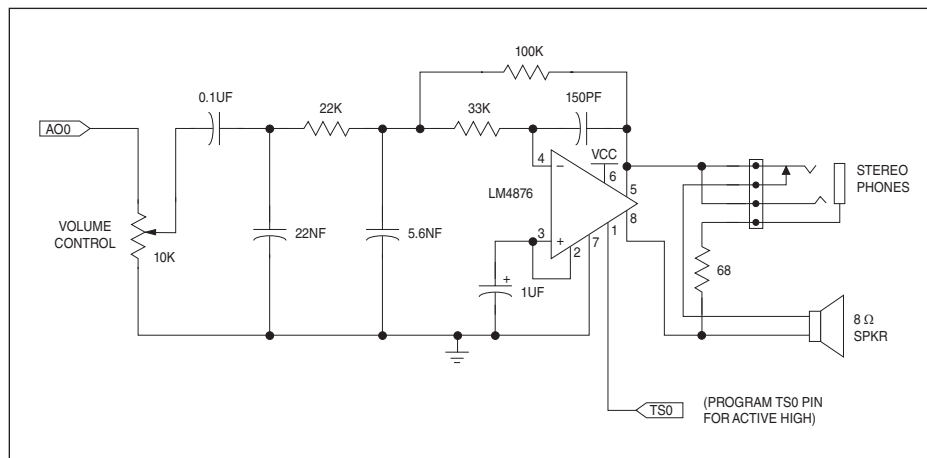 100K
0.1UF
22K
33K
150PF
AO0
VCC
4
–
6
5
LM4876
8
STEREO
PHONES
VOLUME
CONTROL
10K
22NF
5.6NF
3
+
2
7
1
68
+
1UF
8 Ω
SPKR
TS0
(PROGRAM TS0 PIN
FOR ACTIVE HIGH)